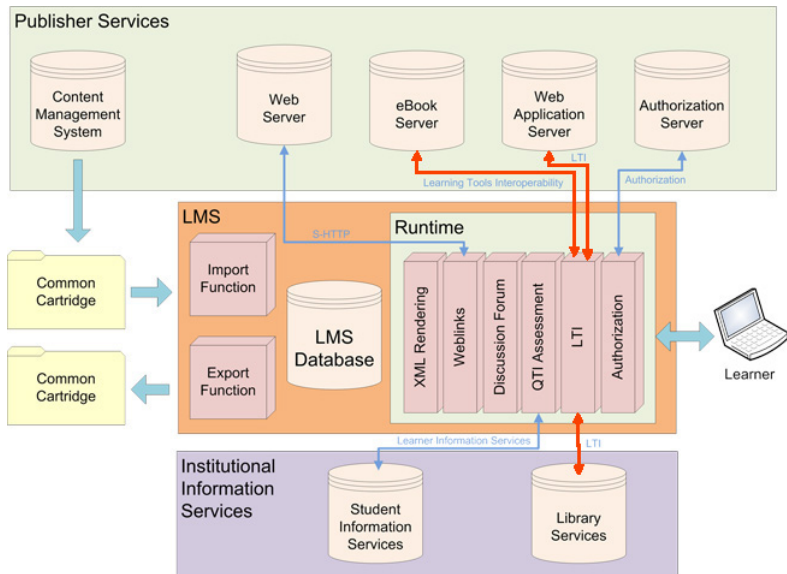 Publisher Services
Content
Management
System
Web
Server
eBook
Server
Web
Application
Server
Authorization
Server
LTI
Learning Tools Interoperability
Authorization
LMS
Runtime
S-HTTP
Common
Cartridge
Import
Function
LMS
Database
XML Rendering
Weblinks
Discussion Forum
QTI Assessment
LTI
Authorization
Learner
Common
Cartridge
Export
Function
Learner Information Services
LTI
Institutional
Information
Services
Student
Information
Services
Library
Services